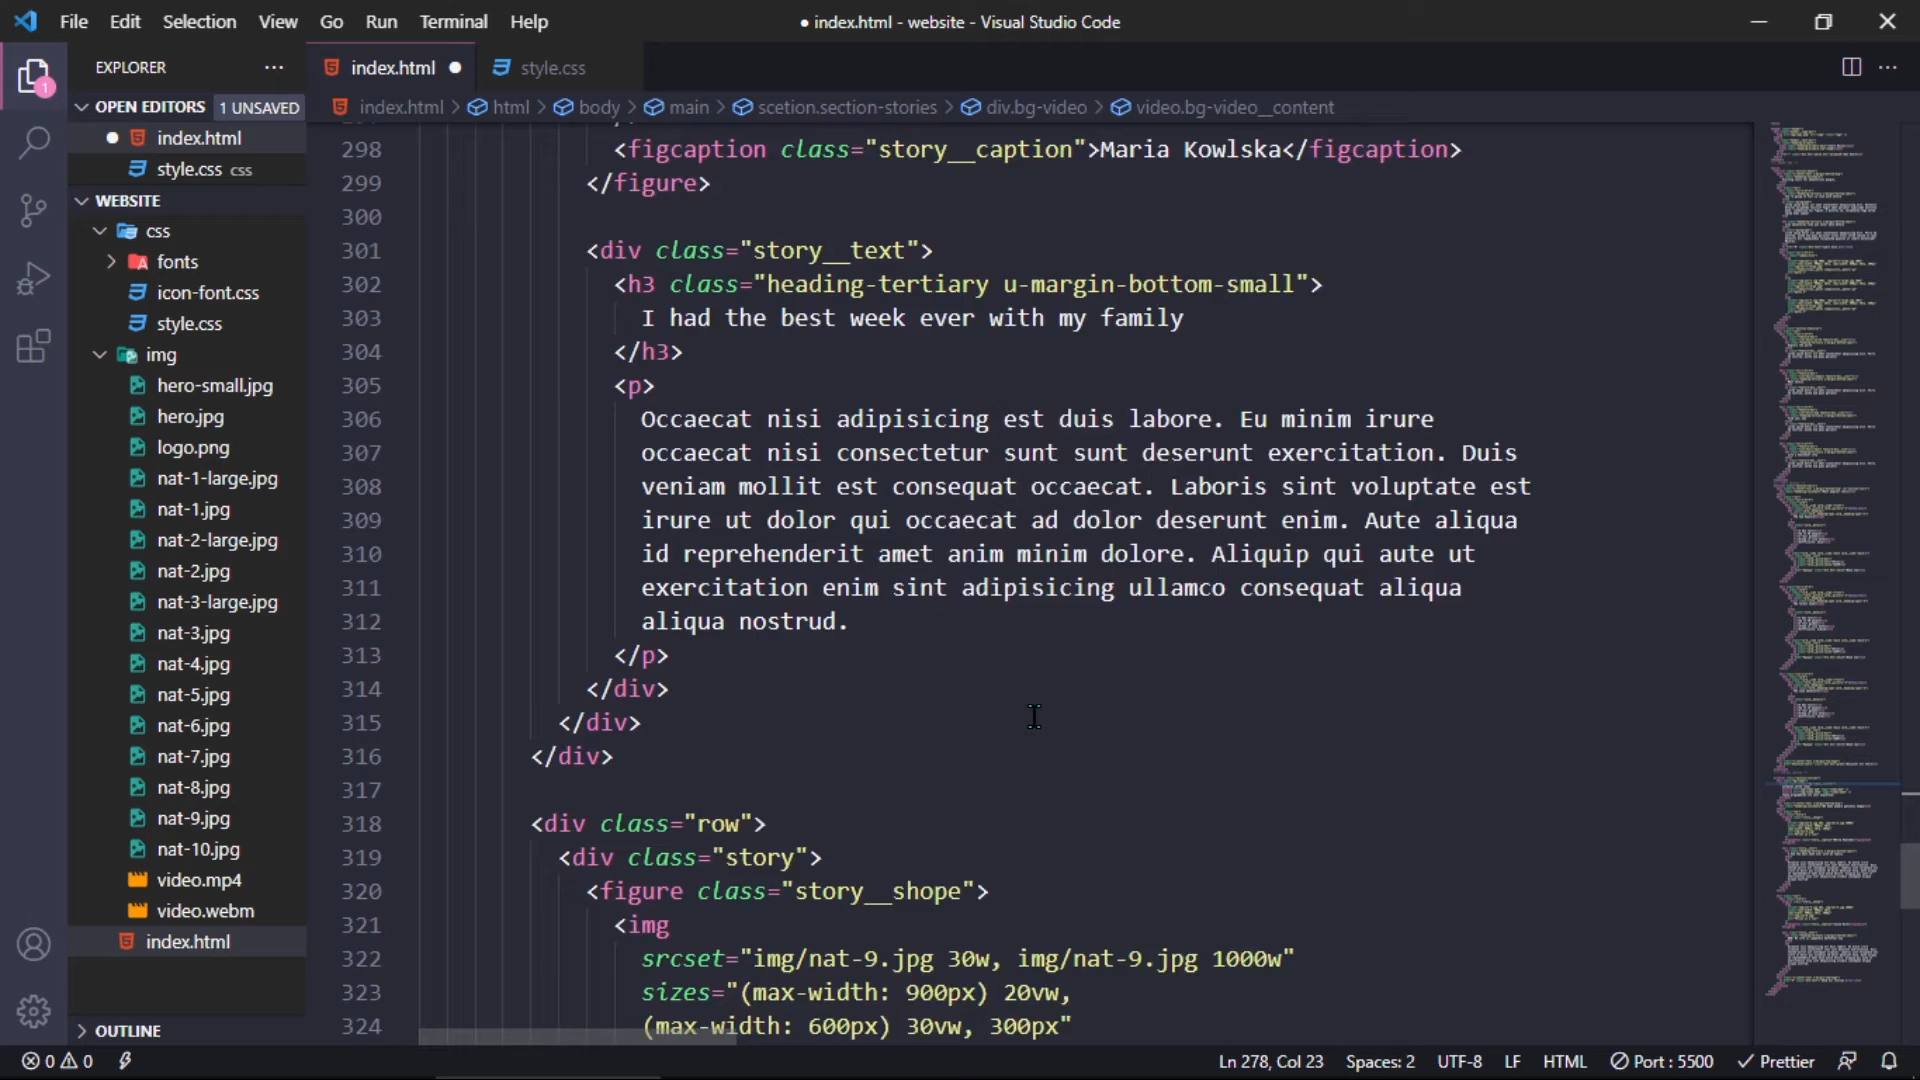 File Edit Selection View Go Run Terminal Help
● index.html - website - Visual Studio Code
EXPLORER ···
index.html ●
style.css
OPEN EDITORS 1 UNSAVED
index.html > html > body > main > scetion.section-stories > div.bg-video > video.bg-video__content
1
index.html
style.css css
WEBSITE
css
fonts
icon-font.css
style.css
img
hero-small.jpg
hero.jpg
logo.png
nat-1-large.jpg
nat-1.jpg
nat-2-large.jpg
nat-2.jpg
nat-3-large.jpg
nat-3.jpg
nat-4.jpg
nat-5.jpg
nat-6.jpg
nat-7.jpg
nat-8.jpg
nat-9.jpg
nat-10.jpg
video.mp4
video.webm
index.html
OUTLINE
298 <figcaption class="story__caption">Maria Kowlska</figcaption>
299 </figure>
300
301 <div class="story__text">
302 <h3 class="heading-tertiary u-margin-bottom-small">
303 I had the best week ever with my family
304 </h3>
305 <p>
306 Occaecat nisi adipisicing est duis labore. Eu minim irure
307 occaecat nisi consectetur sunt sunt deserunt exercitation. Duis
308 veniam mollit est consequat occaecat. Laboris sint voluptate est
309 irure ut dolor qui occaecat ad dolor deserunt enim. Aute aliqua
310 id reprehenderit amet anim minim dolore. Aliquip qui aute ut
311 exercitation enim sint adipisicing ullamco consequat aliqua
312 aliqua nostrud.
313 </p>
314 </div>
315 </div>
316 </div>
317
318 <div class="row">
319 <div class="story">
320 <figure class="story__shope">
321 <img
322 srcset="img/nat-9.jpg 30w, img/nat-9.jpg 1000w"
323 sizes="(max-width: 900px) 20vw,
324 (max-width: 600px) 30vw, 300px"
0 0
Ln 278, Col 23 Spaces: 2 UTF-8 LF HTML Port : 5500 Prettier